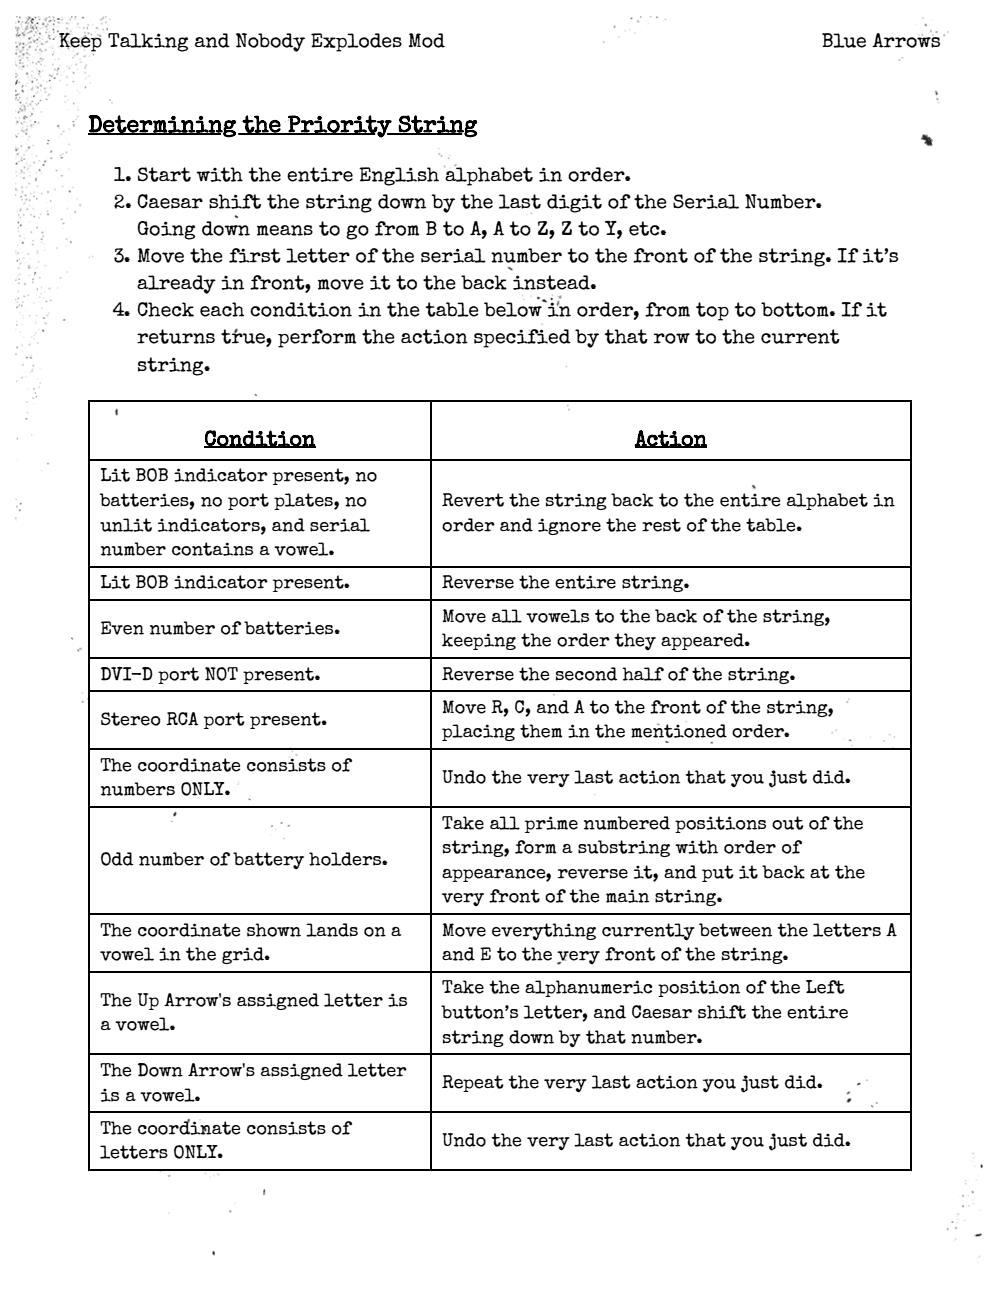 Keep Talking and Nobody Explodes Mod
Blue Arrows
Determining the Priority String
1. Start with the entire English alphabet in order.
2. Caesar shift the string down by the last digit of the Serial Number.
Going down means to go from B to A, A to Z, Z to Y, etc.
3. Move the first letter of the serial number to the front of the string. If it's
already in front, move it to the back instead.
4. Check each condition in the table below in order, from top to bottom. If it
returns true, perform the action specified by that row to the current
string.
Condition
Action
Lit BOB indicator present, no
batteries, no port plates, no
unlit indicators, and serial
number contains a vowel.
Revert the string back to the entire alphabet in
order and ignore the rest of the table.
Lit BOB indicator present.
Reverse the entire string.
Even number of batteries.
Move all vowels to the back of the string,
keeping the order they appeared.
DVI-D port NOT present.
Reverse the second half of the string.
Stereo RCA port present.
Move R, C, and A to the front of the string,
placing them in the mentioned order.
The coordinate consists of
numbers ONLY.
Undo the very last action that you just did.
Odd number of battery holders.
Take all prime numbered positions out of the
string, form a substring with order of
appearance, reverse it, and put it back at the
very front of the main string.
The coordinate shown lands on a
vowel in the grid.
Move everything currently between the letters A
and E to the very front of the string.
The Up Arrow's assigned letter is
a vowel.
Take the alphanumeric position of the Left
button's letter, and Caesar shift the entire
string down by that number.
The Down Arrow's assigned letter
is a vowel.
Repeat the very last action you just did.
The coordinate consists of
letters ONLY.
Undo the very last action that you just did.